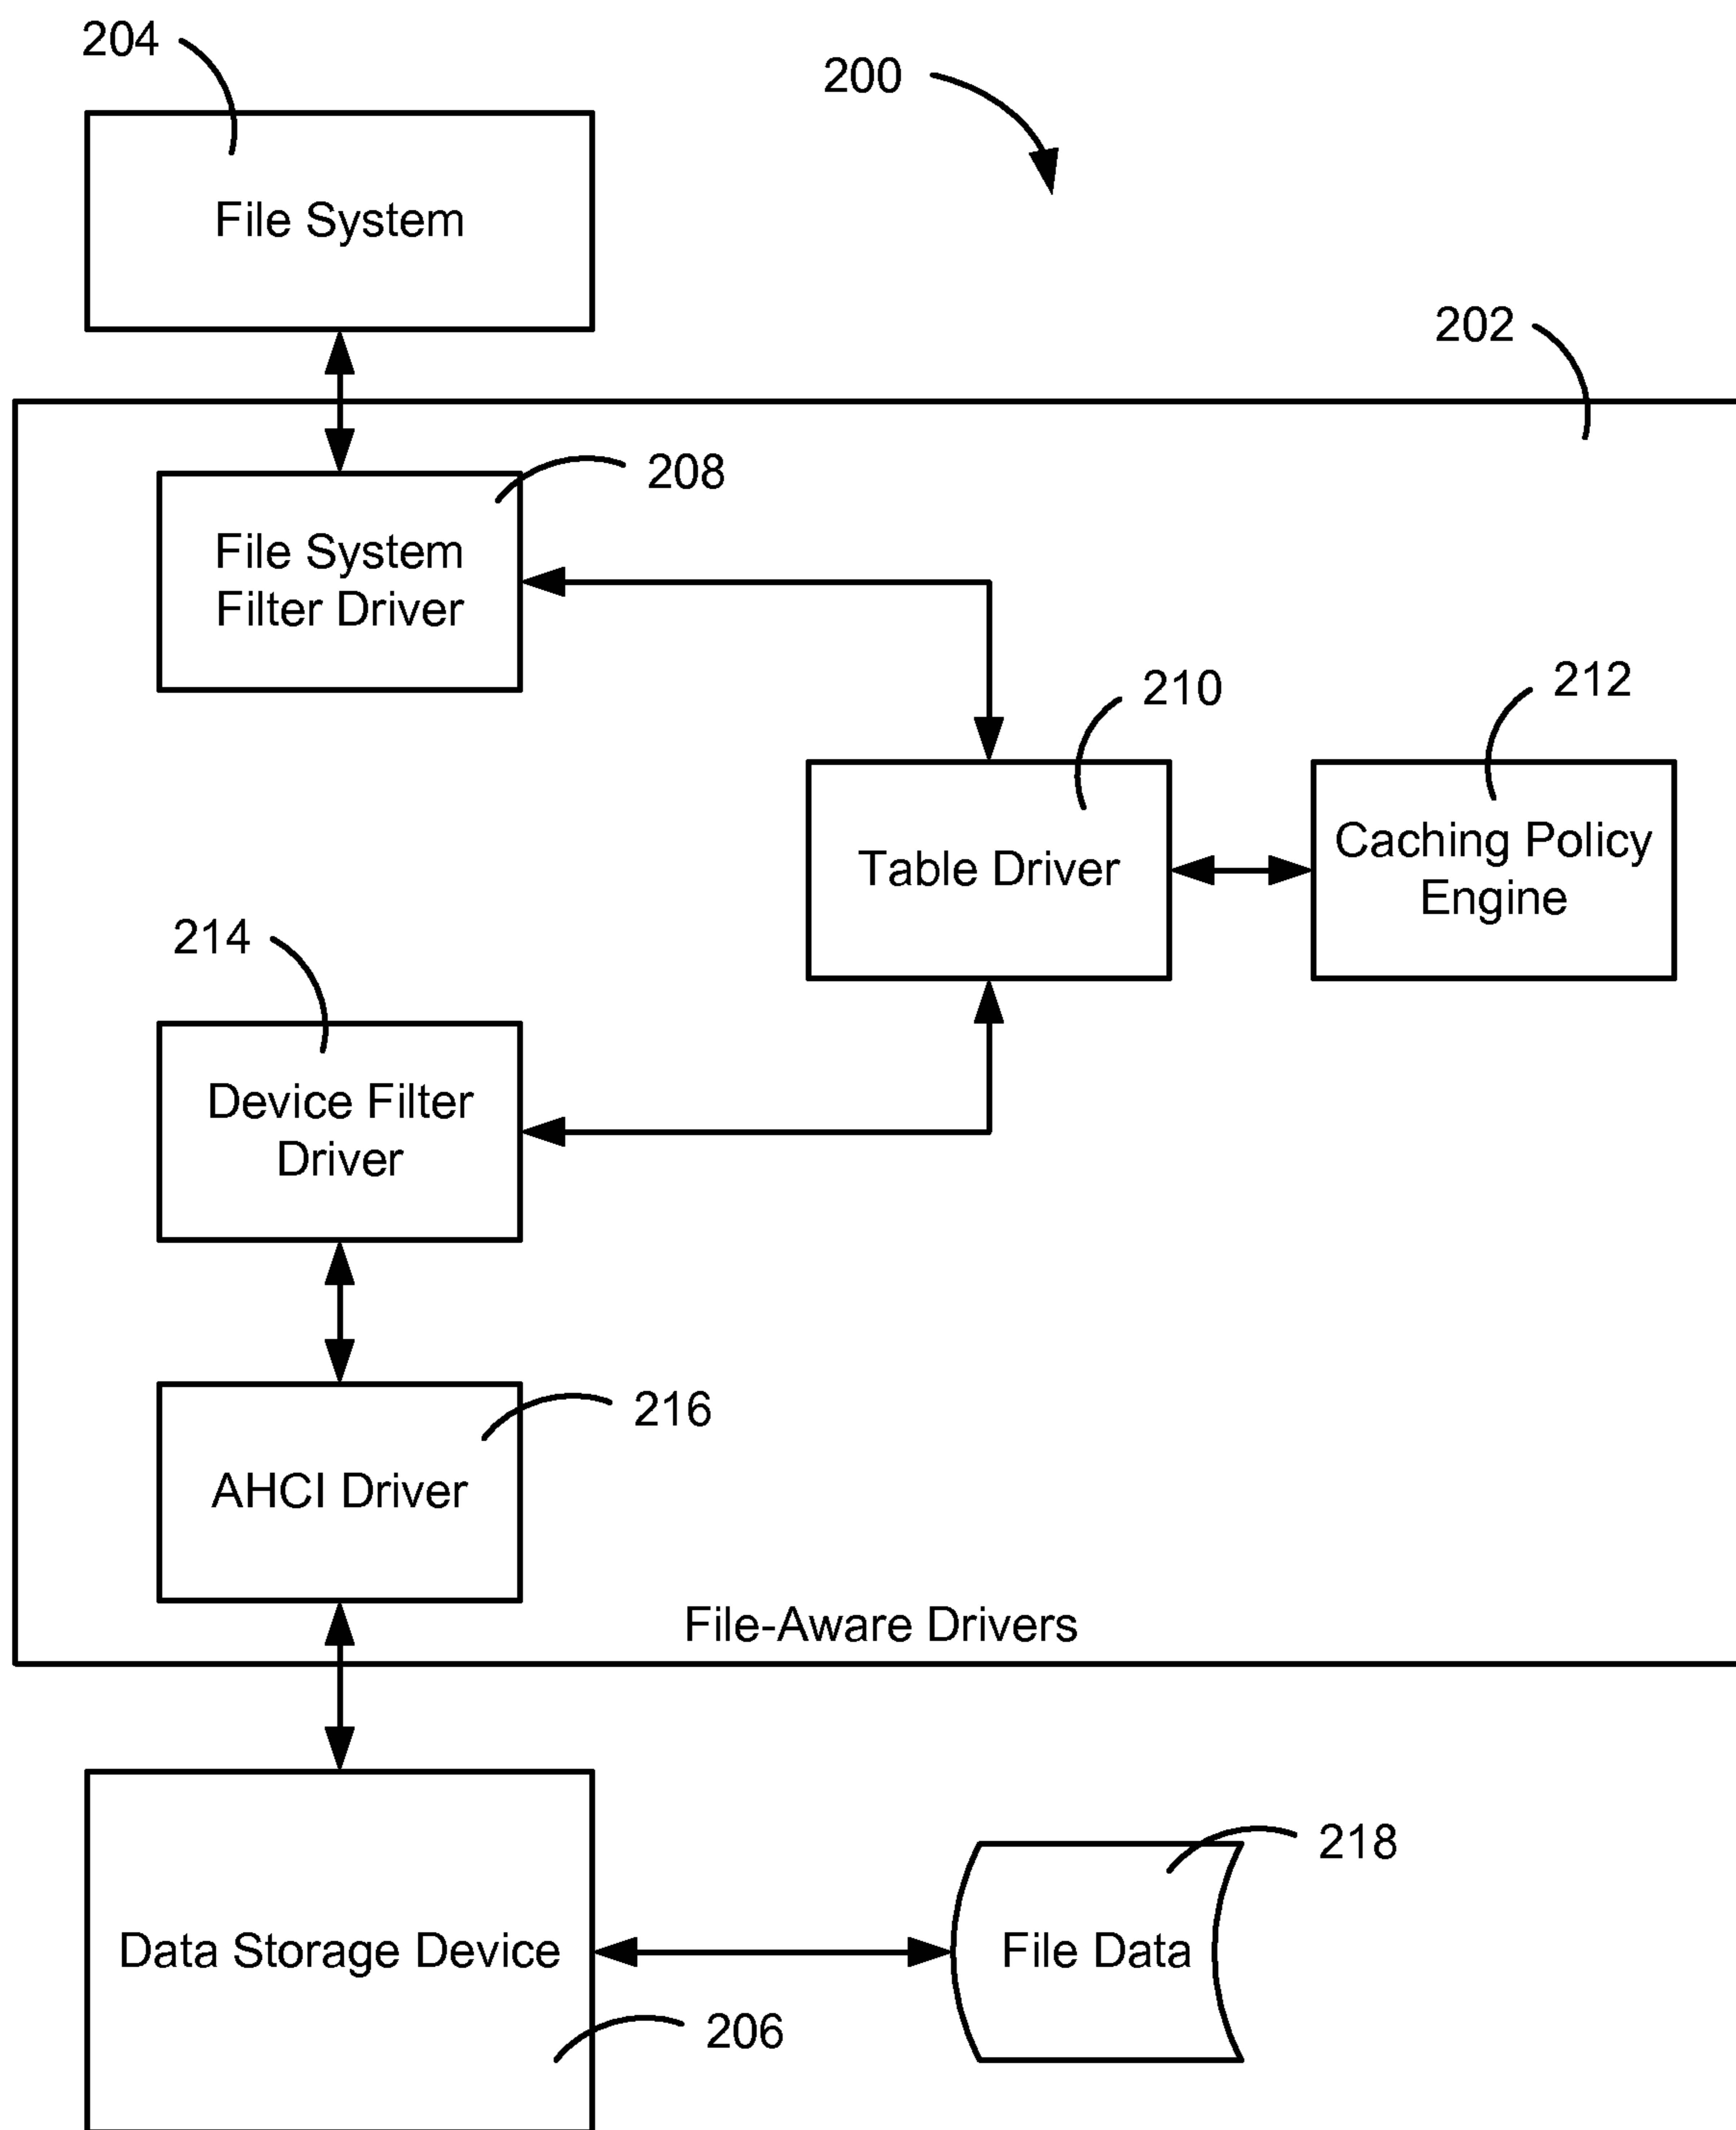 204
200
File System
202
208
File System
Filter Driver
210
212
Table Driver
Caching Policy
Engine
214
Device Filter
Driver
216
AHCI Driver
File-Aware Drivers
218
Data Storage Device
File Data
206